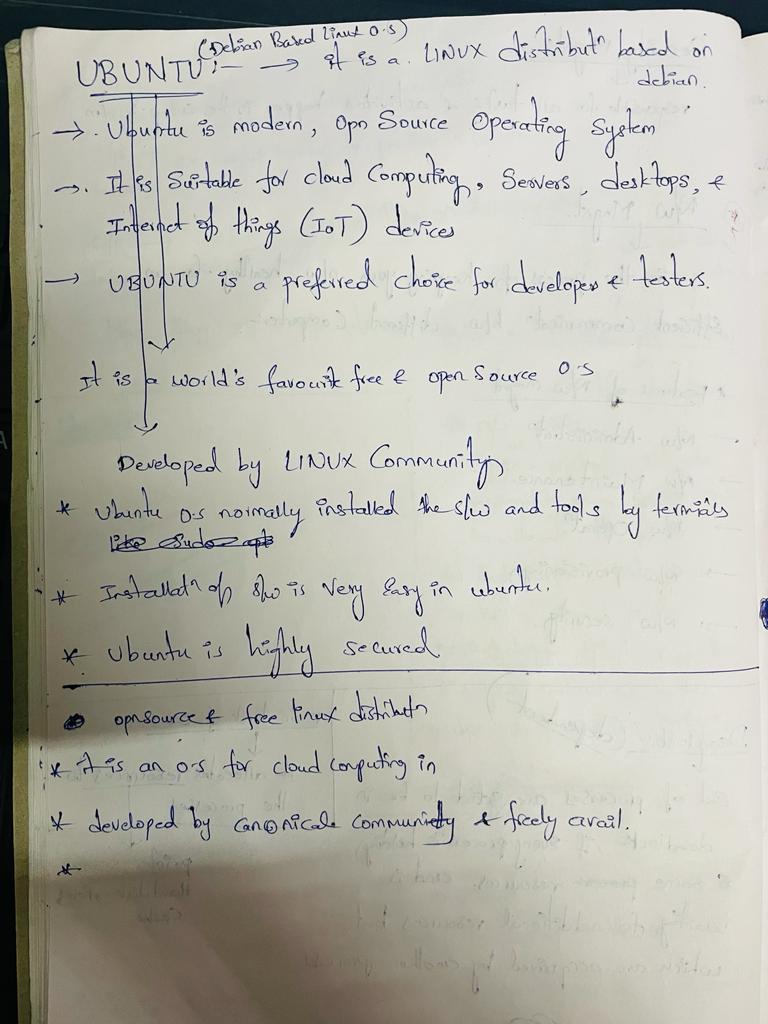 (Debian Based Linux O.S)
UBUNTU :- → it is a LINUX distributn based on
debian.
→ . Ubuntu is modern, Opn Source Operating System
→ . It is Suitable for cloud Computing, Servers, desktops, &
Internet of things (IoT) devices
→ UBUNTU is a preferred choice for developers & testers.
It is a world's favourite free & open Source O.S
Developed by LINUX Community
* Ubuntu o.s normally installed the s/w and tools by termials
like Sudo apt
* Installatn of s/w is Very Easy in ubuntu.
* Ubuntu is highly secured
opnsource & free linux distributn
* it is an o.s for cloud computing in
* developed by canonicale community & freely avail.
*